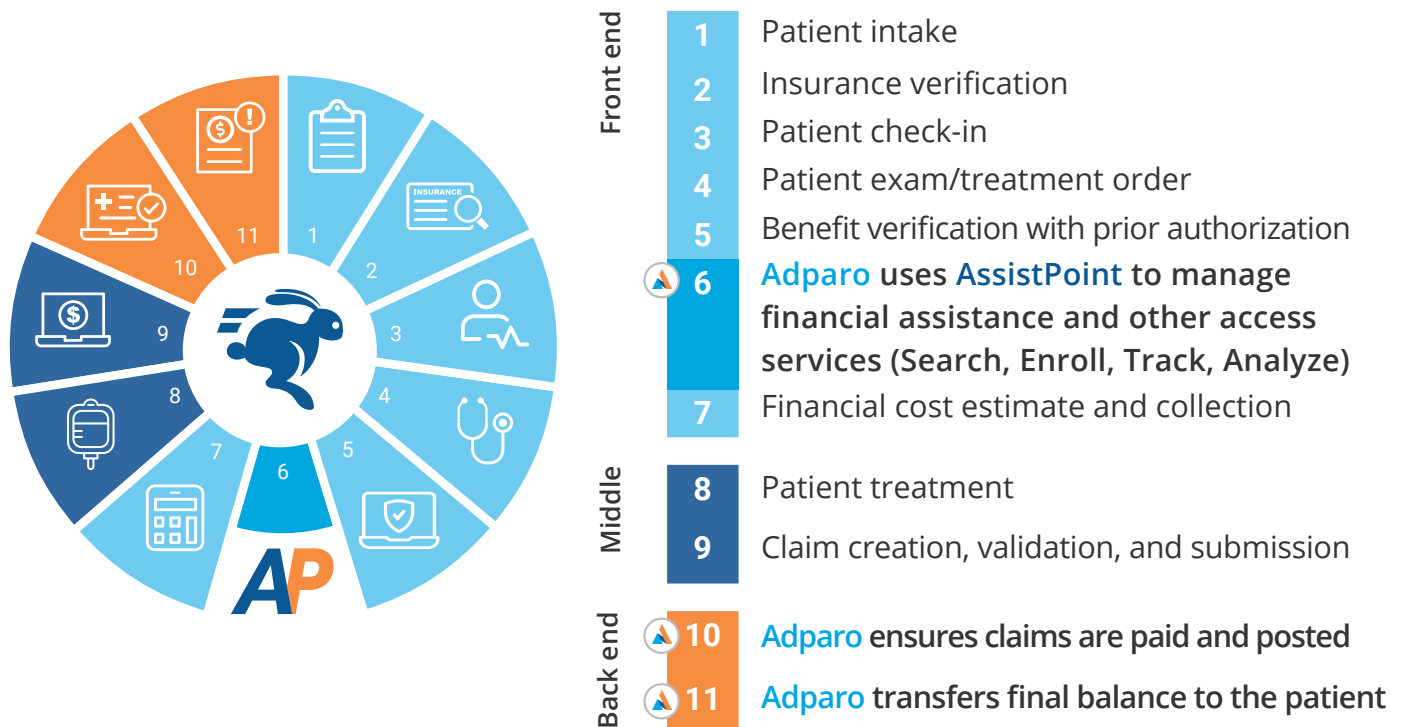 11
1
10
2
9
3
8
4
7
6
5
INSURANCE
$
$
!
AP
Front end
1 Patient intake
2 Insurance verification
3 Patient check-in
4 Patient exam/treatment order
5 Benefit verification with prior authorization
6 Adparo uses AssistPoint to manage
financial assistance and other access
services (Search, Enroll, Track, Analyze)
7 Financial cost estimate and collection
Middle
8 Patient treatment
9 Claim creation, validation, and submission
Back end
10 Adparo ensures claims are paid and posted
11 Adparo transfers final balance to the patient